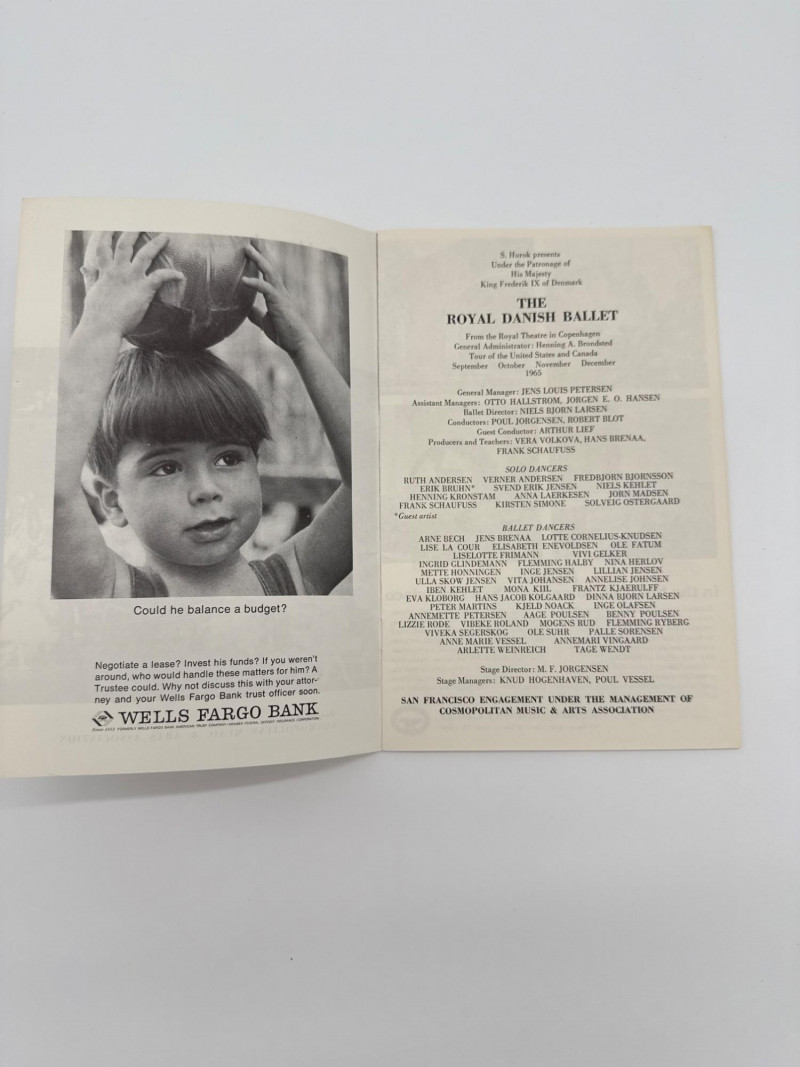 Could he balance a budget?
Negotiate a lease? Invest his funds? If you weren't
around, who would handle these matters for him? A
Trustee could. Why not discuss this with your attor-
ney and your Wells Fargo Bank trust officer soon.
WELLS FARGO BANK
S. Hurok presents
Under the Patronage of
His Majesty
King Frederik IX of Denmark
THE
ROYAL DANISH BALLET
From the Royal Theatre in Copenhagen
General Administrator: Henning A. Brondsted
Tour of the United States and Canada
September October November December
1965
General Manager: JENS LOUIS PETERSEN
Assistant Managers: OTTO HALLSTROM, JORGEN E. O. HANSEN
Ballet Director: NIELS BJORN LARSEN
Conductors: POUL JORGENSEN, ROBERT BLOT
Guest Conductor: ARTHUR LIEF
Producers and Teachers: VERA VOLKOVA, HANS BRENAA,
FRANK SCHAUFUSS
SOLO DANCERS
RUTH ANDERSEN VERNER ANDERSEN FREDBJORN BJORNSSON
ERIK BRUHN* SVEND ERIK JENSEN NIELS KEHLET
HENNING KRONSTAM ANNA LAERKESEN JORN MADSEN
FRANK SCHAUFUSS KIRSTEN SIMONE SOLVEIG OSTERGAARD
*Guest artist
BALLET DANCERS
ARNE BECH JENS BRENAA LOTTE CORNELIUS-KNUDSEN
LISE LA COUR ELISABETH ENEVOLDSEN OLE FATUM
LISELOTTE FRIMANN VIVI GELKER
INGRID GLINDEMANN FLEMMING HALBY NINA HERLOV
METTE HONNINGEN INGE JENSEN LILLIAN JENSEN
ULLA SKOW JENSEN VITA JOHANSEN ANNELISE JOHNSEN
IBEN KEHLET MONA KIIL FRANTZ KJAERULFF
EVA KLOBORG HANS JACOB KOLGAARD DINNA BJORN LARSEN
PETER MARTINS KJELD NOACK INGE OLAFSEN
ANNEMETTE PETERSEN AAGE POULSEN BENNY POULSEN
LIZZIE RODE VIBEKE ROLAND MOGENS RUD FLEMMING RYBERG
VIVEKA SEGERSKOG OLE SUHR PALLE SORENSEN
ANNE MARIE VESSEL ANNEMARI VINGAARD
ARLETTE WEINREICH TAGE WENDT
Stage Director: M. F. JORGENSEN
Stage Managers: KNUD HOGENHAVEN, POUL VESSEL
SAN FRANCISCO ENGAGEMENT UNDER THE MANAGEMENT OF
COSMOPOLITAN MUSIC & ARTS ASSOCIATION